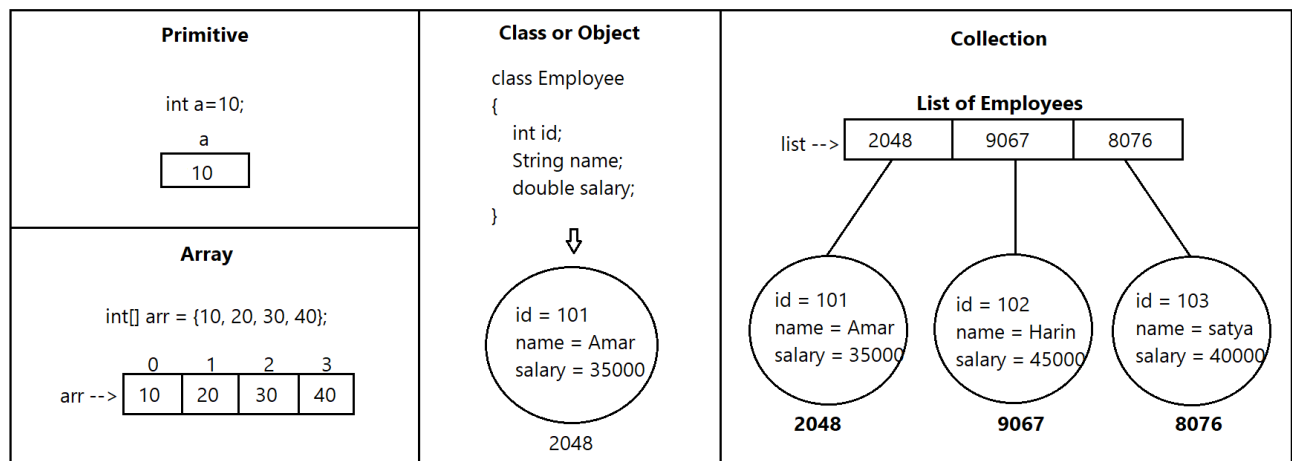 Primitive
int a=10;
a
10
Array
int[] arr = {10, 20, 30, 40};
0 1 2 3
arr --> 10 20 30 40
Class or Object
class Employee
{
int id;
String name;
double salary;
}
id = 101
name = Amar
salary = 35000
2048
Collection
List of Employees
list --> 2048 9067 8076
id = 101
name = Amar
salary = 35000
2048
id = 102
name = Harin
salary = 45000
9067
id = 103
name = satya
salary = 40000
8076